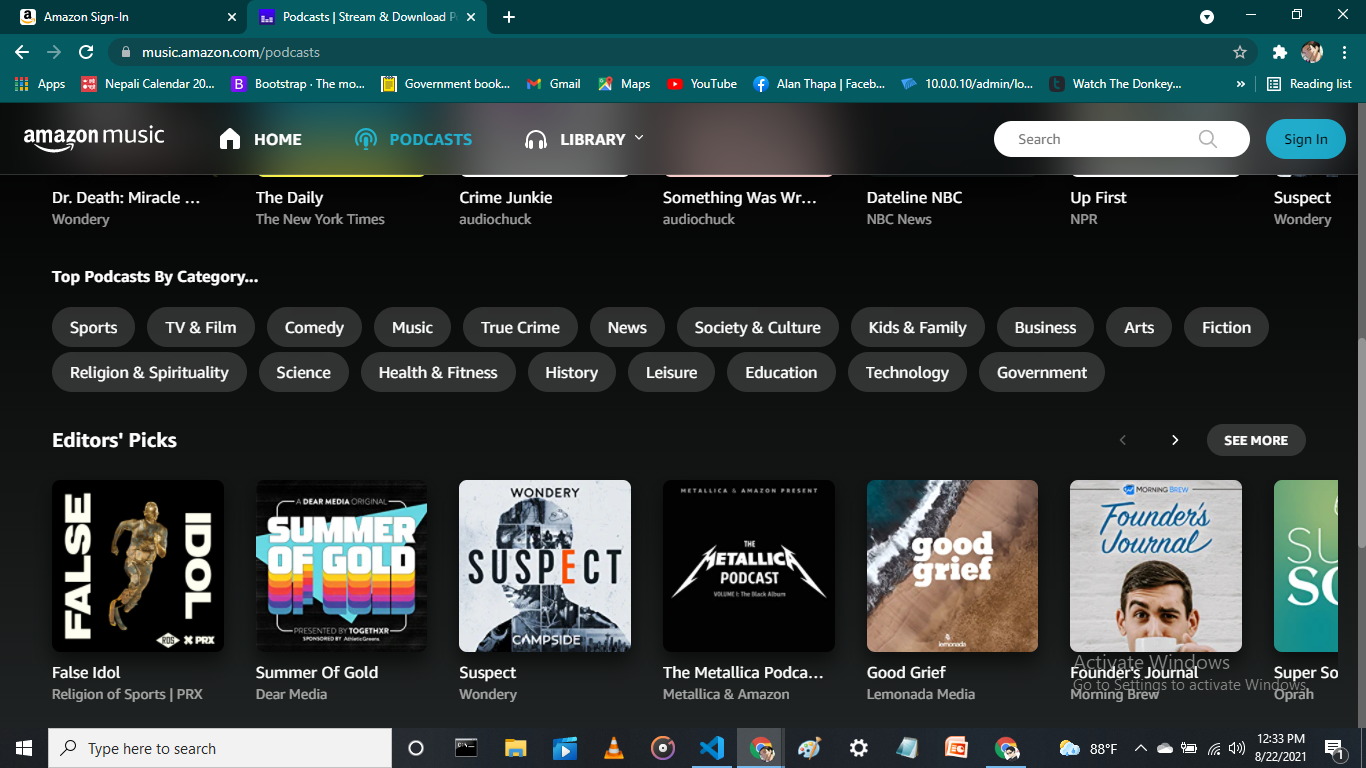 Amazon Sign-In
Podcasts | Stream & Download P
music.amazon.com/podcasts
Apps
Nepali Calendar 20...
Bootstrap · The mo...
Government book...
Gmail
Maps
YouTube
Alan Thapa | Faceb...
10.0.0.10/admin/lo...
Watch The Donkey...
»
Reading list
amazon music
HOME
PODCASTS
LIBRARY
Search
Sign In
Dr. Death: Miracle ...
The Daily
Crime Junkie
Something Was Wr...
Dateline NBC
Up First
Suspect
Wondery
The New York Times
audiochuck
audiochuck
NBC News
NPR
Wondery
Top Podcasts By Category...
Sports
TV & Film
Comedy
Music
True Crime
News
Society & Culture
Kids & Family
Business
Arts
Fiction
Religion & Spirituality
Science
Health & Fitness
History
Leisure
Education
Technology
Government
Editors' Picks
SEE MORE
FALSE
IDOL
ROS
PRX
A DEAR MEDIA ORIGINAL
SUMMER
OF GOLD
PRESENTED BY TOGETHXR
SPONSORED BY Athletic Greens
WONDERY
SUSPECT
CAMPSIDE
METALLICA & AMAZON PRESENT
THE
METALLICA
PODCAST
VOLUME 1: The Black Album
good
grief
lemonada
MORNING BREW
Founder's
Journal
SU
SO
False Idol
Summer Of Gold
Suspect
The Metallica Podca...
Good Grief
Founder's Journal
Super So
Religion of Sports | PRX
Dear Media
Wondery
Metallica & Amazon
Lemonada Media
Morning Brew
Oprah
Activate Windows
Go to Settings to activate Windows.
Type here to search
88°F
12:33 PM
8/22/2021
1